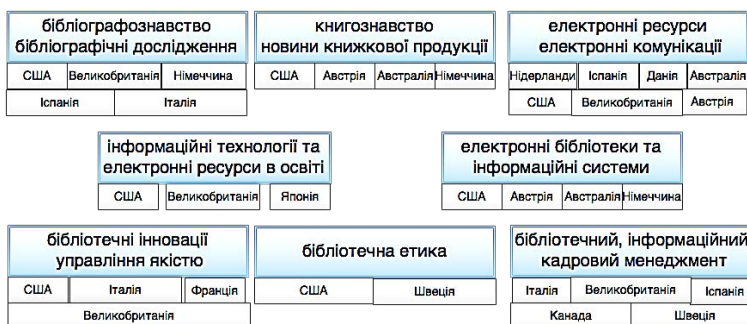 бібліографознавство
бібліографічні дослідження
США Великобританія Німеччина
Іспанія Італія
книгознавство
новини книжкової продукції
США Австрія Австралія Німеччина
електронні ресурси
електронні комунікації
Нідерланди Іспанія Данія Австралія
США Великобританія Австрія
інформаційні технології та
електронні ресурси в освіті
США Великобританія Японія
електронні бібліотеки та
інформаційні системи
США Австрія Австралія Німеччина
бібліотечні інновації
управління якістю
США Італія Франція
Великобританія
бібліотечна етика
США Швеція
бібліотечний, інформаційний
кадровий менеджмент
Італія Великобританія Іспанія
Канада Швеція